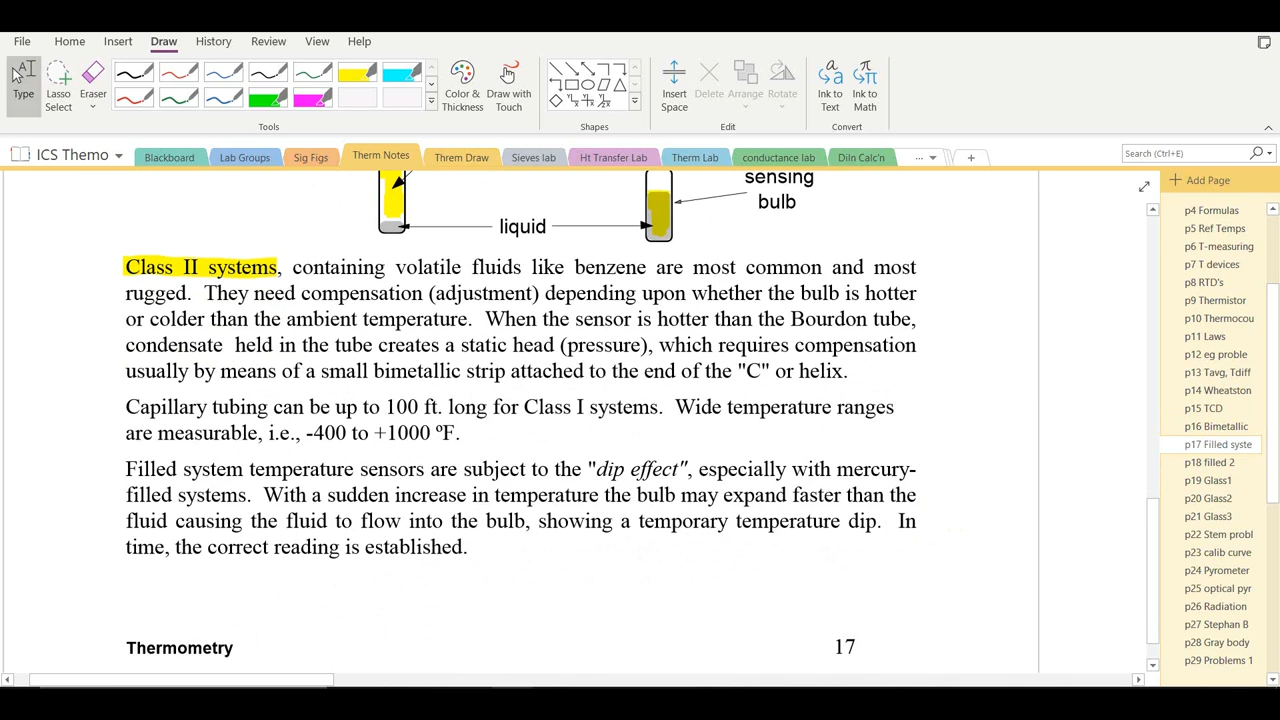 File Home Insert Draw History Review View Help
Type
Lasso Select
Eraser
Color & Thickness
Draw with Touch
Insert Space
Delete
Arrange
Rotate
Ink to Text
Ink to Math
Tools Shapes Edit Convert
ICS Themo
Blackboard Lab Groups Sig Figs Therm Notes Threm Draw Sieves lab Ht Transfer Lab Therm Lab conductance lab Diln Calc'n ...
Search (Ctrl+E)
Add Page
sensing
bulb
liquid
Class II systems, containing volatile fluids like benzene are most common and most
rugged. They need compensation (adjustment) depending upon whether the bulb is hotter
or colder than the ambient temperature. When the sensor is hotter than the Bourdon tube,
condensate held in the tube creates a static head (pressure), which requires compensation
usually by means of a small bimetallic strip attached to the end of the "C" or helix.
Capillary tubing can be up to 100 ft. long for Class I systems. Wide temperature ranges
are measurable, i.e., -400 to +1000 ºF.
Filled system temperature sensors are subject to the "dip effect", especially with mercury-
filled systems. With a sudden increase in temperature the bulb may expand faster than the
fluid causing the fluid to flow into the bulb, showing a temporary temperature dip. In
time, the correct reading is established.
Thermometry 17
p4 Formulas
p5 Ref Temps
p6 T-measuring
p7 T devices
p8 RTD's
p9 Thermistor
p10 Thermocou
p11 Laws
p12 eg proble
p13 Tavg, Tdiff
p14 Wheatston
p15 TCD
p16 Bimetallic
p17 Filled syste
p18 filled 2
p19 Glass1
p20 Glass2
p21 Glass3
p22 Stem probl
p23 calib curve
p24 Pyrometer
p25 optical pyr
p26 Radiation
p27 Stephan B
p28 Gray body
p29 Problems 1